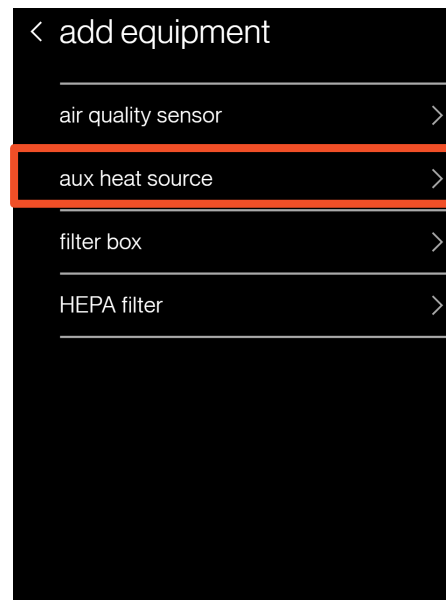 add equipment
air quality sensor
aux heat source
filter box
HEPA filter